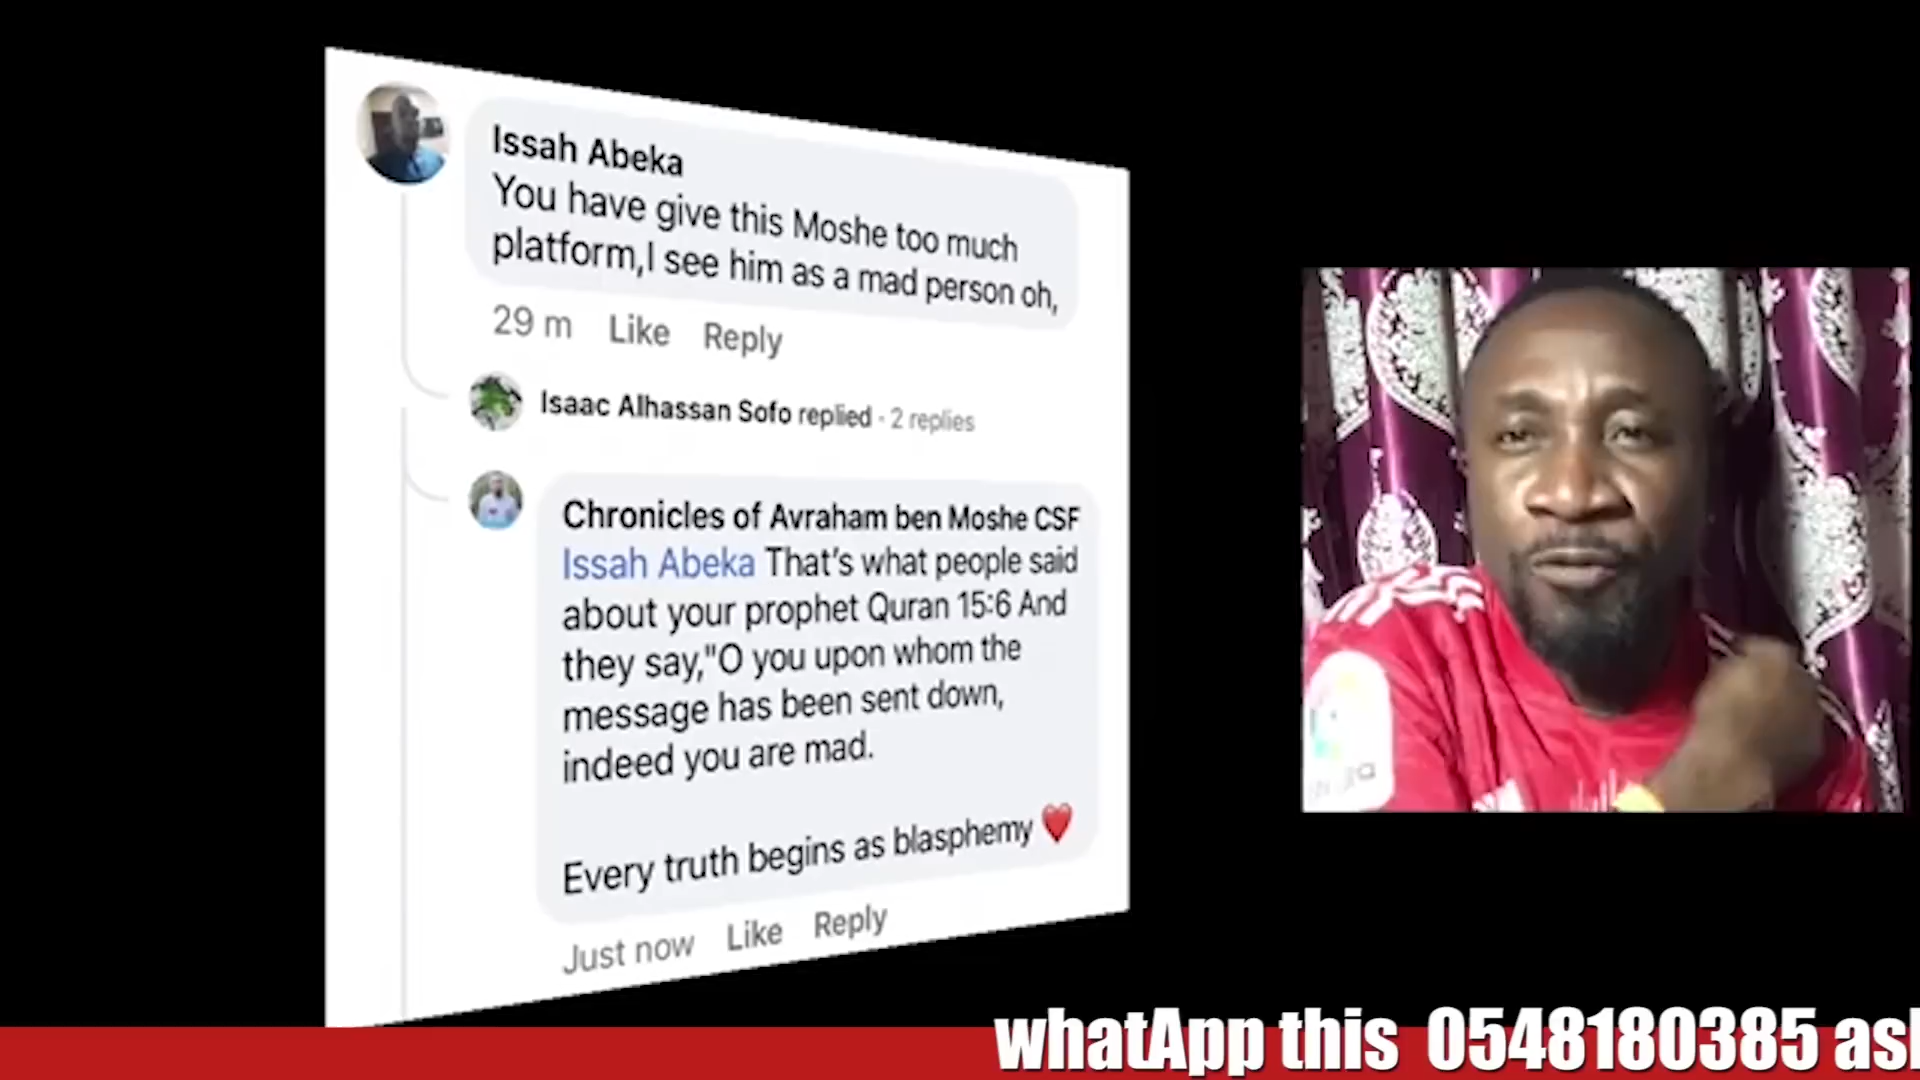 Issah Abeka
You have give this Moshe too much
platform,I see him as a mad person oh,
29 m Like Reply
Isaac Alhassan Sofo replied · 2 replies
Chronicles of Avraham ben Moshe CSF
Issah Abeka That's what people said
about your prophet Quran 15:6 And
they say,"O you upon whom the
message has been sent down,
indeed you are mad.
Every truth begins as blasphemy ❤️
Just now Like Reply
whatApp this 0548180385